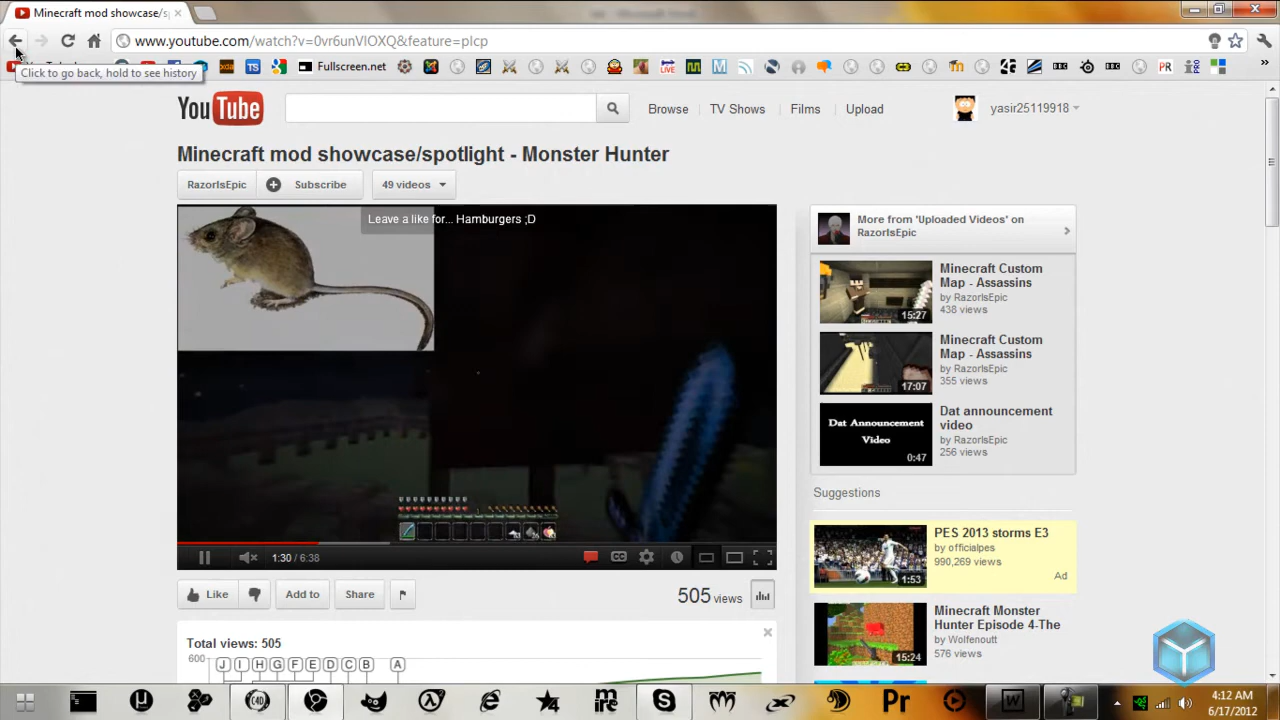 Minecraft mod showcase/s
www.youtube.com/watch?v=0vr6unVIOXQ&feature=plcp
Click to go back, hold to see history
Fullscreen.net
YouTube
Browse
TV Shows
Films
Upload
yasir25119918
Minecraft mod showcase/spotlight - Monster Hunter
RazorIsEpic
Subscribe
49 videos
Leave a like for... Hamburgers ;D
1:30 / 6:38
CC
Like
Add to
Share
505 views
Total views: 505
600
J I H G F E D C B A
More from 'Uploaded Videos' on
RazorIsEpic
Minecraft Custom
Map - Assassins
by RazorIsEpic
438 views
15:27
Minecraft Custom
Map - Assassins
by RazorIsEpic
355 views
17:07
Dat Announcement
Video
0:47
Dat announcement
video
by RazorIsEpic
256 views
Suggestions
PES 2013 storms E3
by officialpes
990,269 views
Ad
1:53
Minecraft Monster
Hunter Episode 4-The
by Wolfenoutt
576 views
15:24
Pr
4:12 AM
6/17/2012